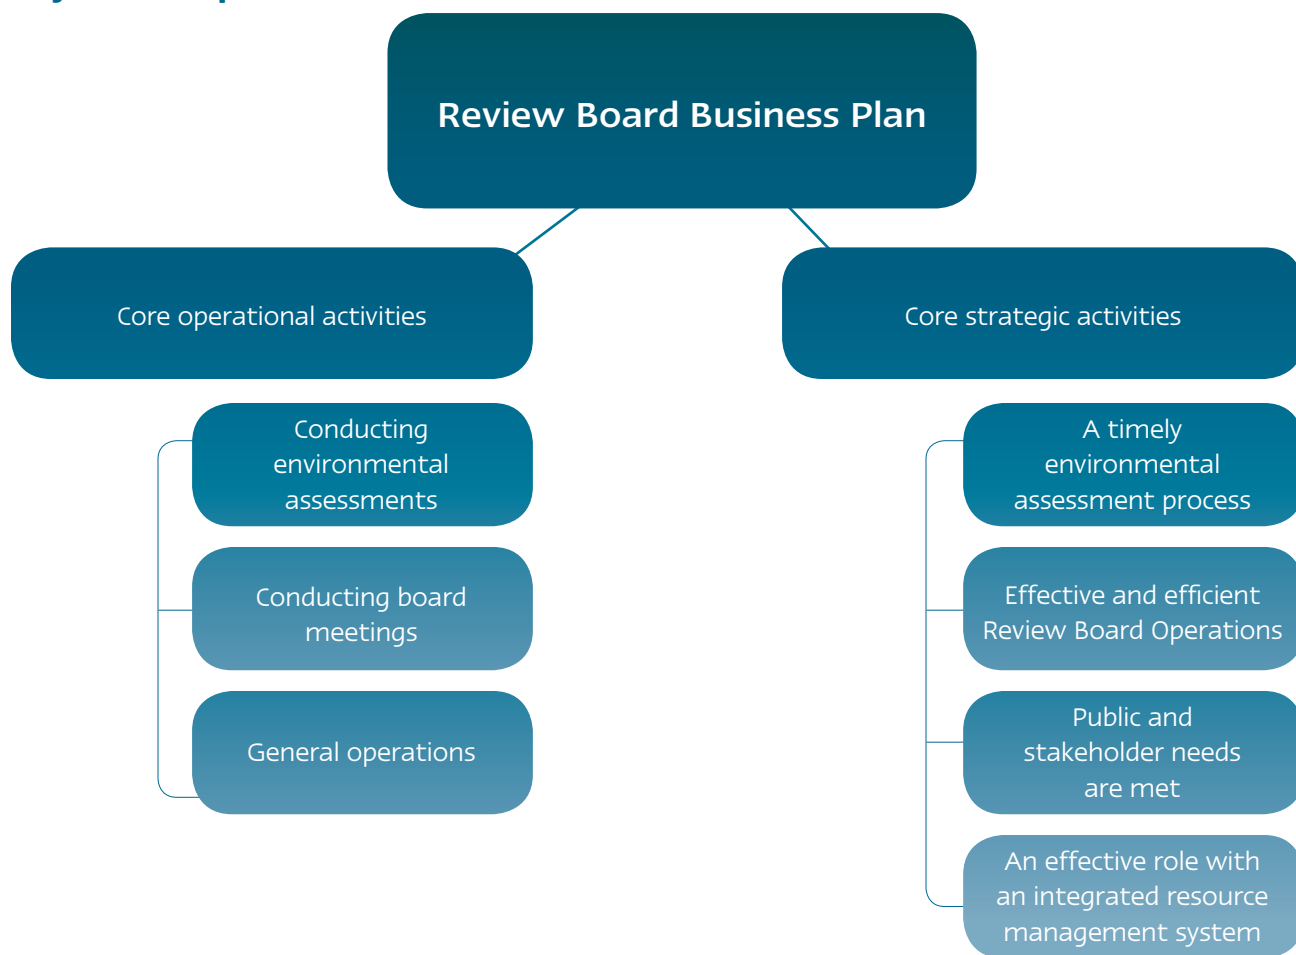 Review Board Business Plan
Core operational activities
Core strategic activities
Conducting
environmental
assessments
Conducting board
meetings
General operations
A timely
environmental
assessment process
Effective and efficient
Review Board Operations
Public and
stakeholder needs
are met
An effective role with
an integrated resource
management system